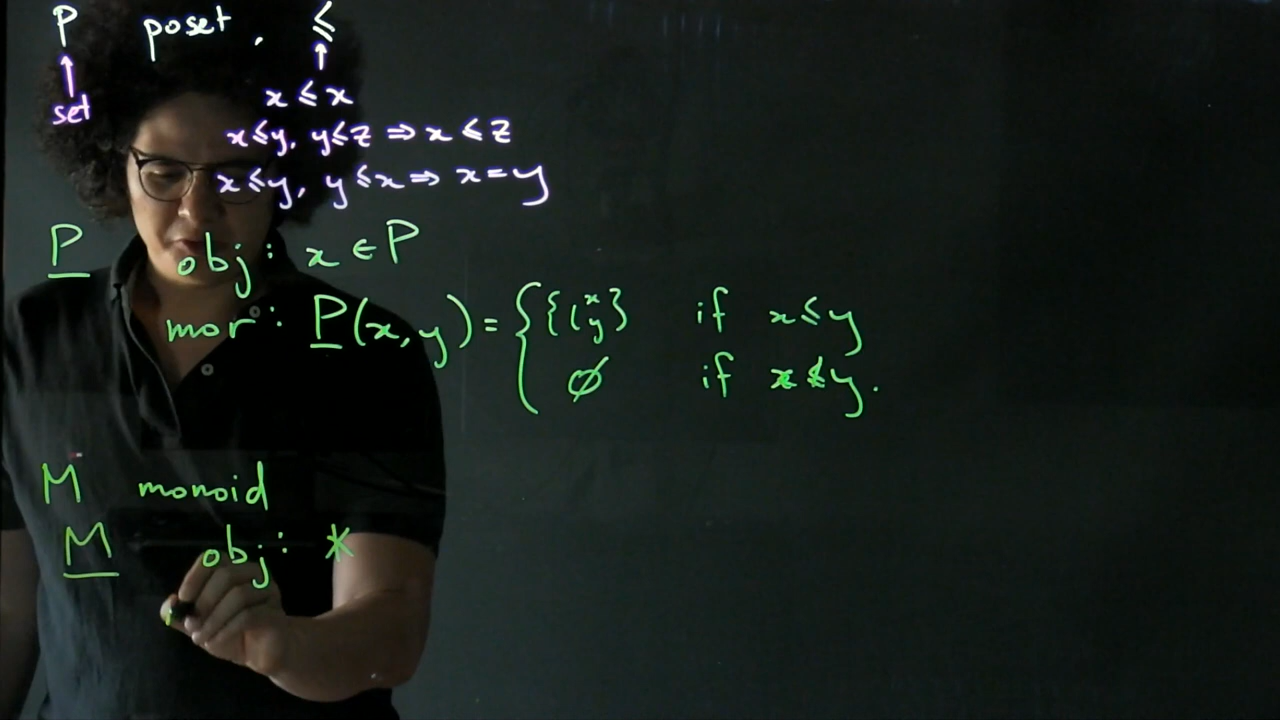 P poset, ≤
↑ ↑
set x ≤ x
x≤y, y≤z ⇒ x ≤ z
x≤y, y≤x ⇒ x=y
P obj: x ∈ P
mor: P(x,y) = { {(x y)} if x≤y
∅ if x≰y.
M monoid
M obj: *